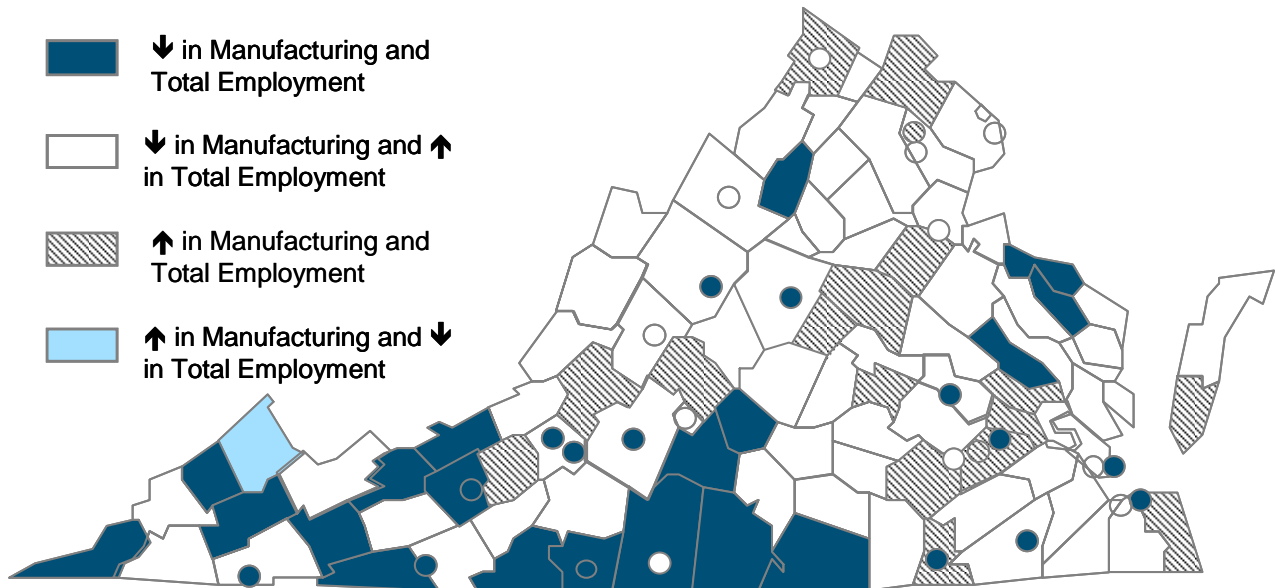 🡻 in Manufacturing and
Total Employment
🡻 in Manufacturing and 🡹
in Total Employment
🡹 in Manufacturing and
Total Employment
🡹 in Manufacturing and 🡻
in Total Employment